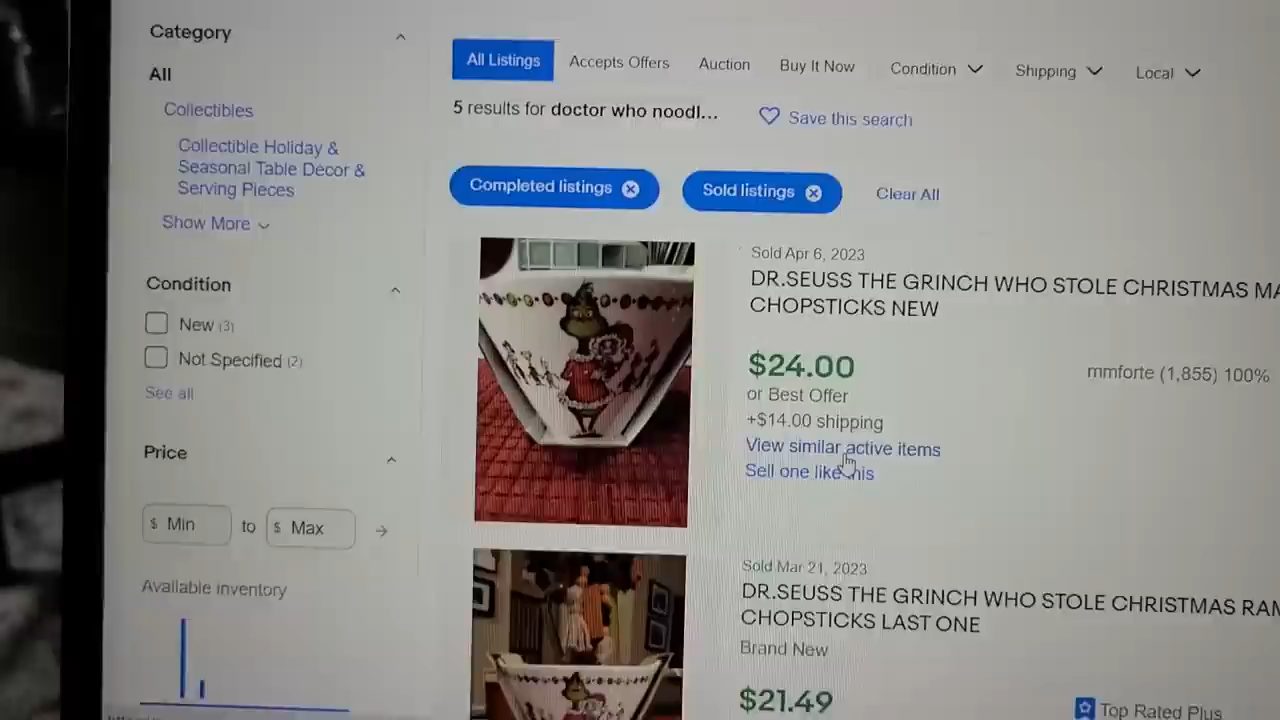 Category
All
Collectibles
Collectible Holiday &
Seasonal Table Decor &
Serving Pieces
Show More
Condition
New (3)
Not Specified (2)
See all
Price
$ Min to $ Max
Available inventory
All Listings Accepts Offers Auction Buy It Now Condition Shipping Local
5 results for doctor who noodl... Save this search
Completed listings Sold listings Clear All
Sold Apr 6, 2023
DR.SEUSS THE GRINCH WHO STOLE CHRISTMAS
CHOPSTICKS NEW
$24.00
or Best Offer
+$14.00 shipping
View similar active items
Sell one like this
mmforte (1,855) 100%
Sold Mar 21, 2023
DR.SEUSS THE GRINCH WHO STOLE CHRISTMAS
CHOPSTICKS LAST ONE
Brand New
$21.49
Top Rated Plus